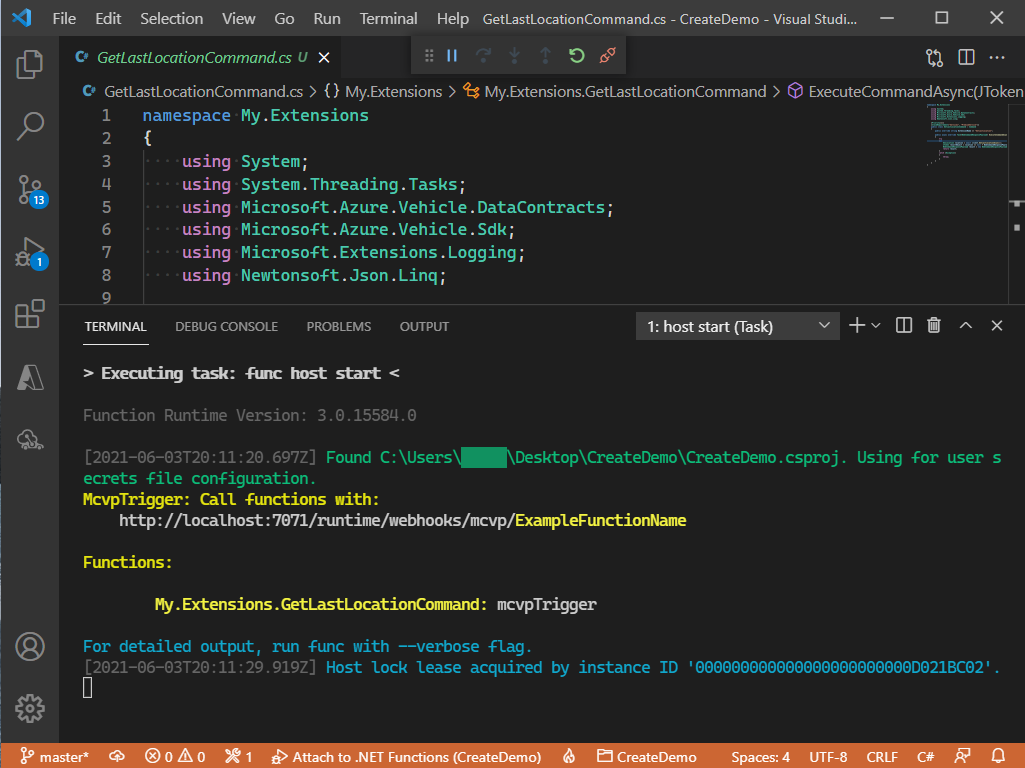 File Edit Selection View Go Run Terminal Help GetLastLocationCommand.cs - CreateDemo - Visual Studi...
GetLastLocationCommand.cs U
GetLastLocationCommand.cs > {} My.Extensions > My.Extensions.GetLastLocationCommand > ExecuteCommandAsync(JToken
1 namespace My.Extensions
2 {
3 using System;
4 using System.Threading.Tasks;
5 using Microsoft.Azure.Vehicle.DataContracts;
6 using Microsoft.Azure.Vehicle.Sdk;
7 using Microsoft.Extensions.Logging;
8 using Newtonsoft.Json.Linq;
9
13
1
TERMINAL DEBUG CONSOLE PROBLEMS OUTPUT 1: host start (Task)
> Executing task: func host start <
Function Runtime Version: 3.0.15584.0
[2021-06-03T20:11:20.697Z] Found C:\Users\ \Desktop\CreateDemo\CreateDemo.csproj. Using for user s
ecrets file configuration.
McvpTrigger: Call functions with:
http://localhost:7071/runtime/webhooks/mcvp/ExampleFunctionName
Functions:
My.Extensions.GetLastLocationCommand: mcvpTrigger
For detailed output, run func with --verbose flag.
[2021-06-03T20:11:29.919Z] Host lock lease acquired by instance ID '000000000000000000000000D021BC02'.
master* 0 0 1 Attach to .NET Functions (CreateDemo) CreateDemo Spaces: 4 UTF-8 CRLF C#